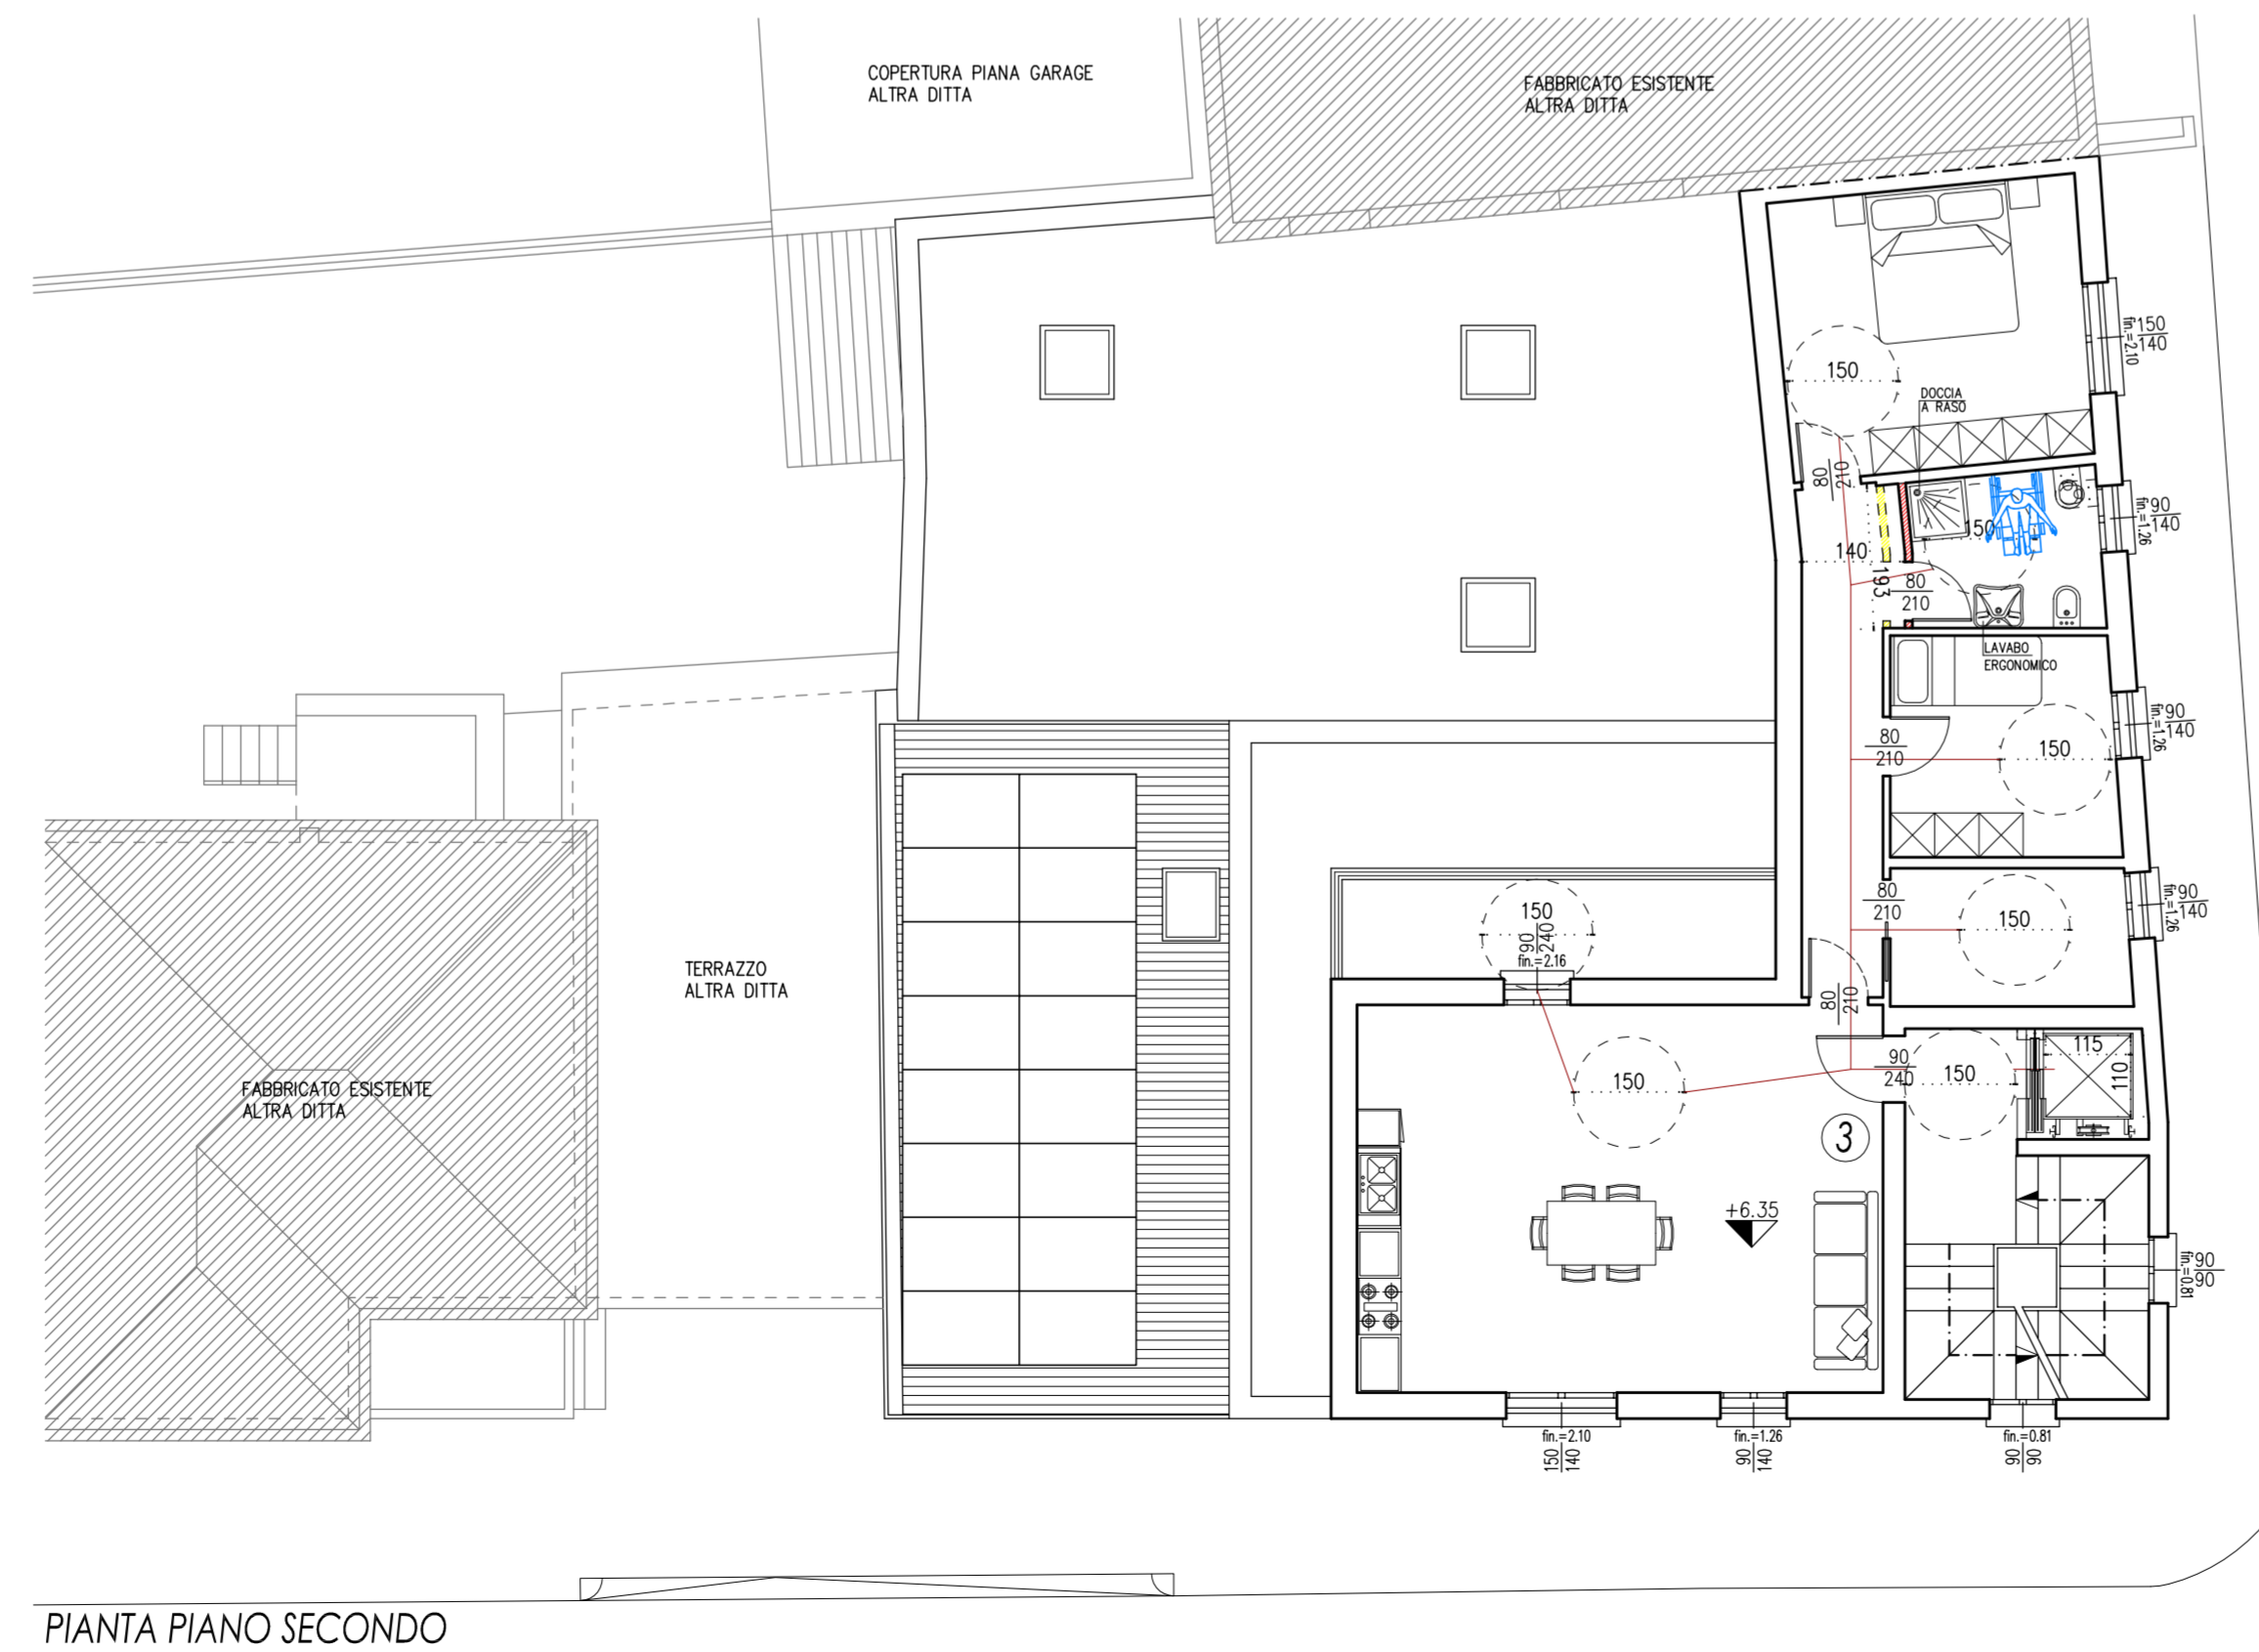 COPERTURA PIANA GARAGE
ALTRA DITTA
FABBRICATO ESISTENTE
ALTRA DITTA
150
140
fin.=2.10
150
DOCCIA
A RASO
80
210
90
140
fin.=1.26
150
140
193
80
210
LAVABO
ERGONOMICO
90
140
fin.=1.26
80
210
150
90
140
fin.=1.26
80
210
150
150
90
240
fin.=2.16
TERRAZZO
ALTRA DITTA
80
210
90
240
150
115
110
150
FABBRICATO ESISTENTE
ALTRA DITTA
3
+6.35
90
90
fin.=0.81
fin.=2.10
150
140
fin.=1.26
90
140
fin.=0.81
90
90
PIANTA PIANO SECONDO